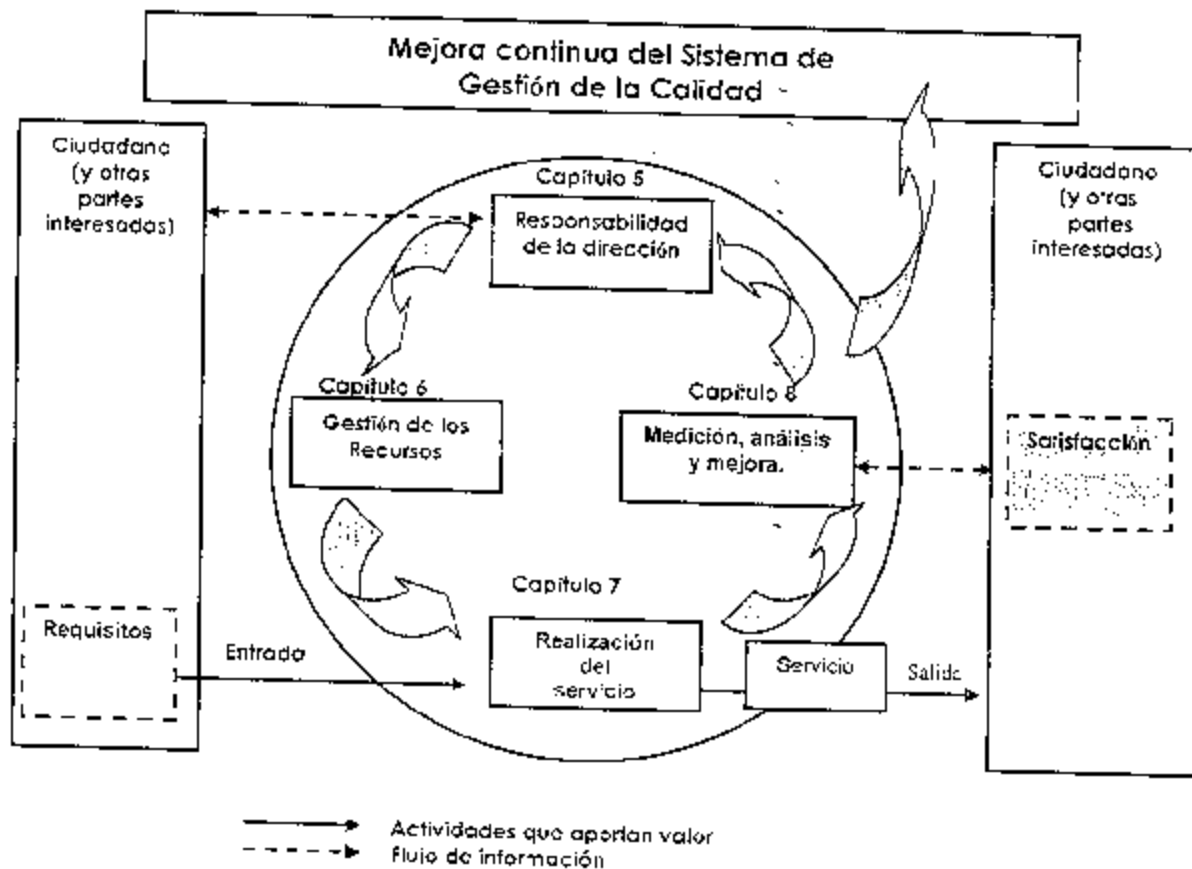 Mejora continua del Sistema de
Gestión de la Calidad
Ciudadano
(y otras
partes
interesadas)
Capítulo 5
Responsabilidad
de la dirección
Ciudadano
(y otras
partes
interesadas)
Capítulo 6
Gestión de los
Recursos
Capítulo 8
Medición, análisis
y mejora.
Satisfacción
Capítulo 7
Requisitos
Entrada
Realización
del
servicio
Servicio
Salida
Actividades que aportan valor
Flujo de información